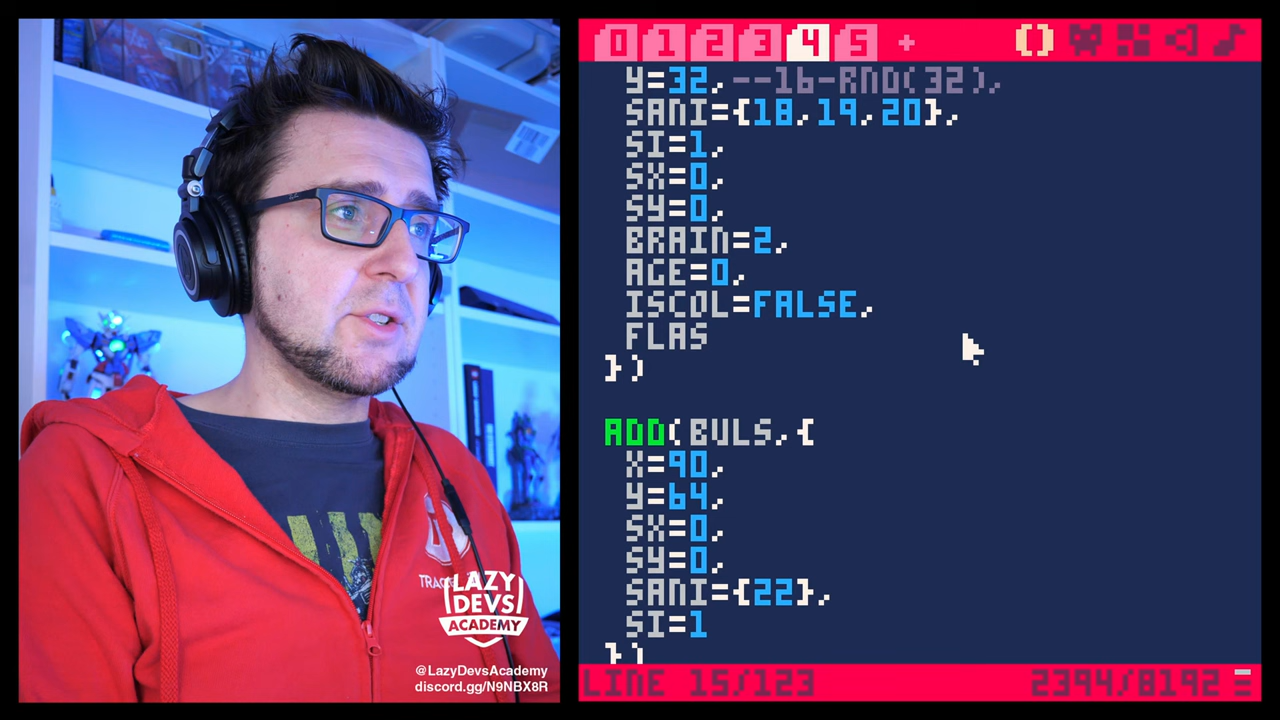 0 1 2 3 4 5 +
Y=32,--16-RND(32),
SANI={18,19,20},
SI=1,
SX=0,
SY=0,
BRAIN=2,
AGE=0,
ISCOL=FALSE,
FLAS
})
ADD(BULS,{
X=90,
Y=64,
SX=0,
SY=0,
SANI={22},
SI=1
})
LINE 15/123 2394/8192
LAZY
DEVS
ACADEMY
@LazyDevsAcademy
discord.gg/N9NBX8R